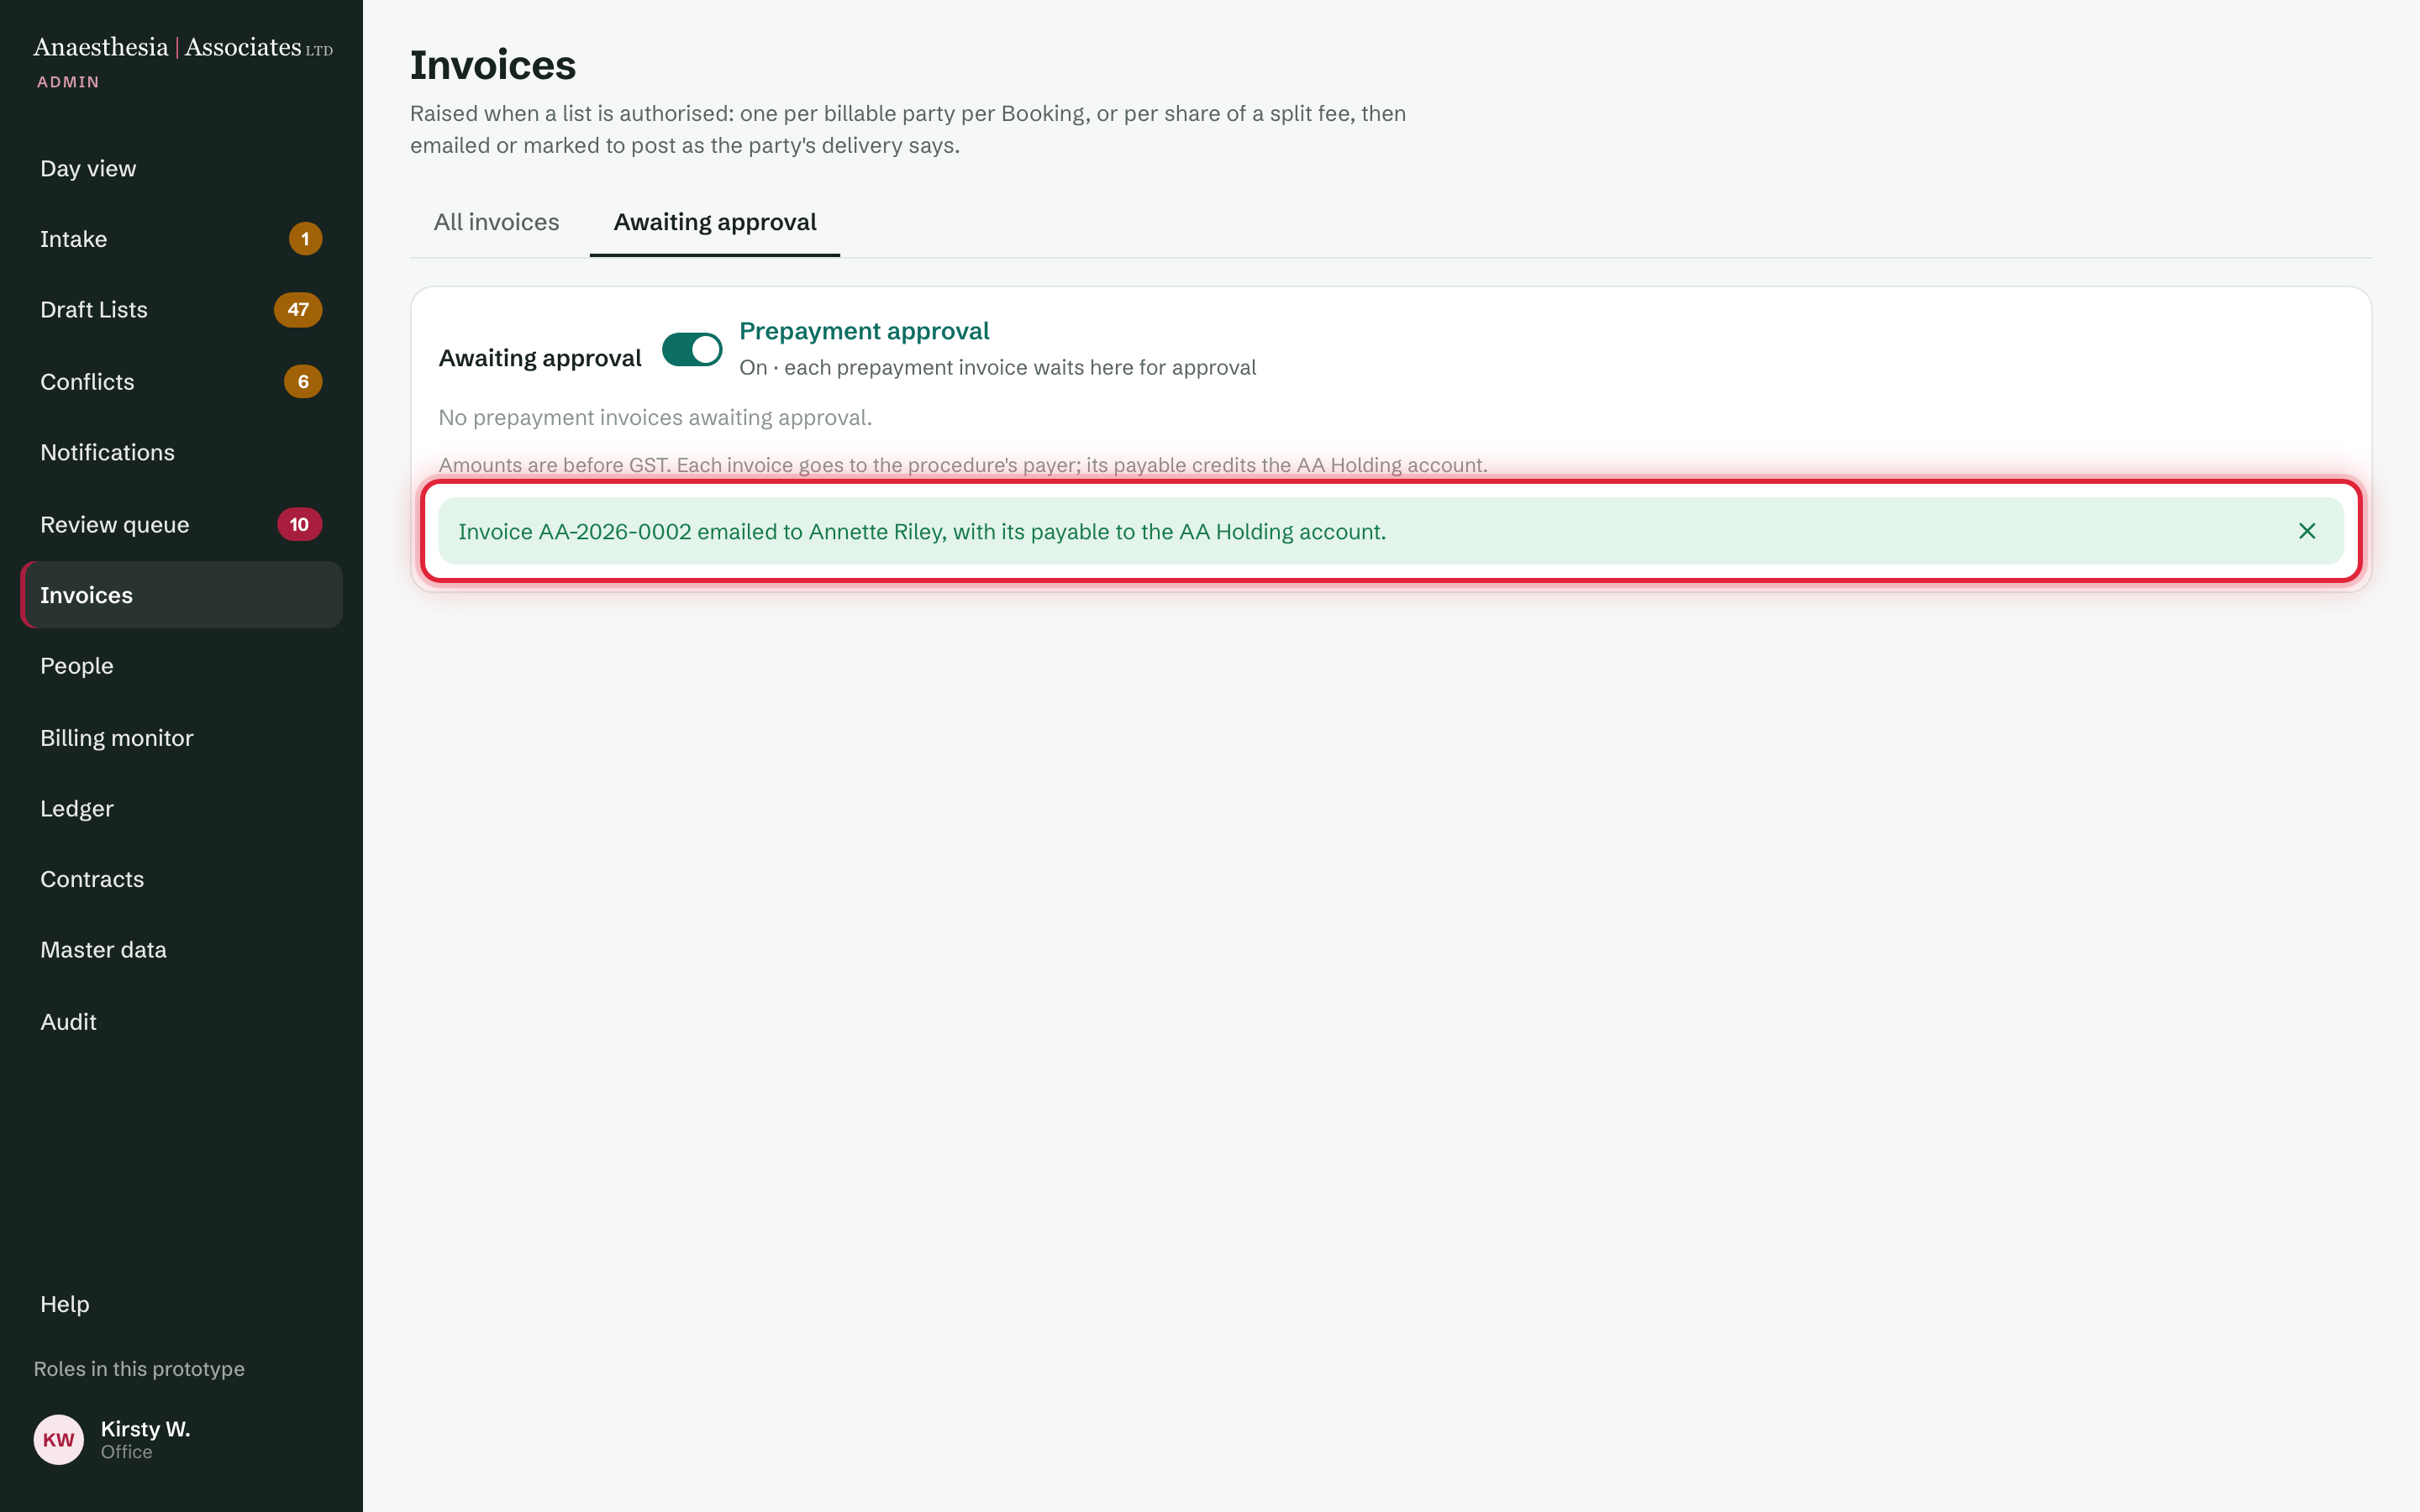 Anaesthesia | Associates LTD
ADMIN
Day view
Intake 1
Draft Lists 47
Conflicts 6
Notifications
Review queue 10
Invoices
People
Billing monitor
Ledger
Contracts
Master data
Audit
Help
Roles in this prototype
KW Kirsty W.
Office
Invoices
Raised when a list is authorised: one per billable party per Booking, or per share of a split fee, then
emailed or marked to post as the party's delivery says.
All invoices Awaiting approval
Awaiting approval
Prepayment approval
On · each prepayment invoice waits here for approval
No prepayment invoices awaiting approval.
Amounts are before GST. Each invoice goes to the procedure's payer; its payable credits the AA Holding account.
Invoice AA-2026-0002 emailed to Annette Riley, with its payable to the AA Holding account.